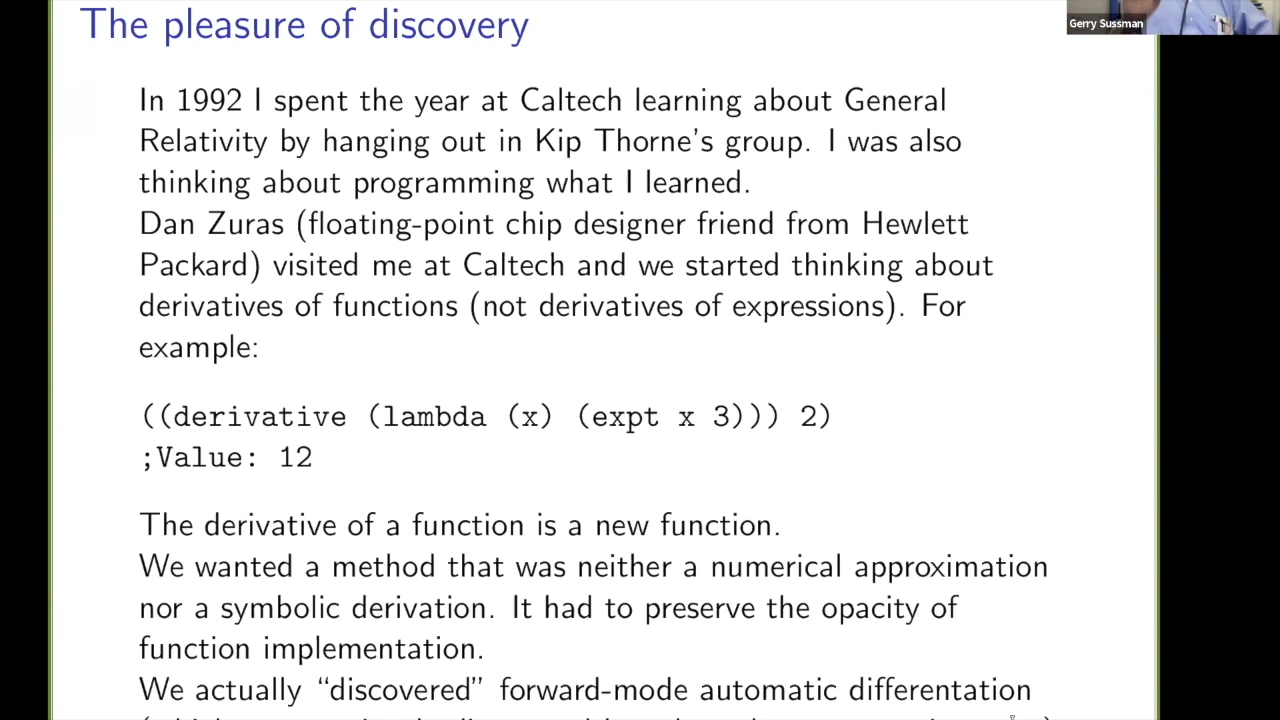 The pleasure of discovery
Gerry Sussman
In 1992 I spent the year at Caltech learning about General
Relativity by hanging out in Kip Thorne's group. I was also
thinking about programming what I learned.
Dan Zuras (floating-point chip designer friend from Hewlett
Packard) visited me at Caltech and we started thinking about
derivatives of functions (not derivatives of expressions). For
example:
((derivative (lambda (x) (expt x 3))) 2)
;Value: 12
The derivative of a function is a new function.
We wanted a method that was neither a numerical approximation
nor a symbolic derivation. It had to preserve the opacity of
function implementation.
We actually “discovered” forward-mode automatic differentation